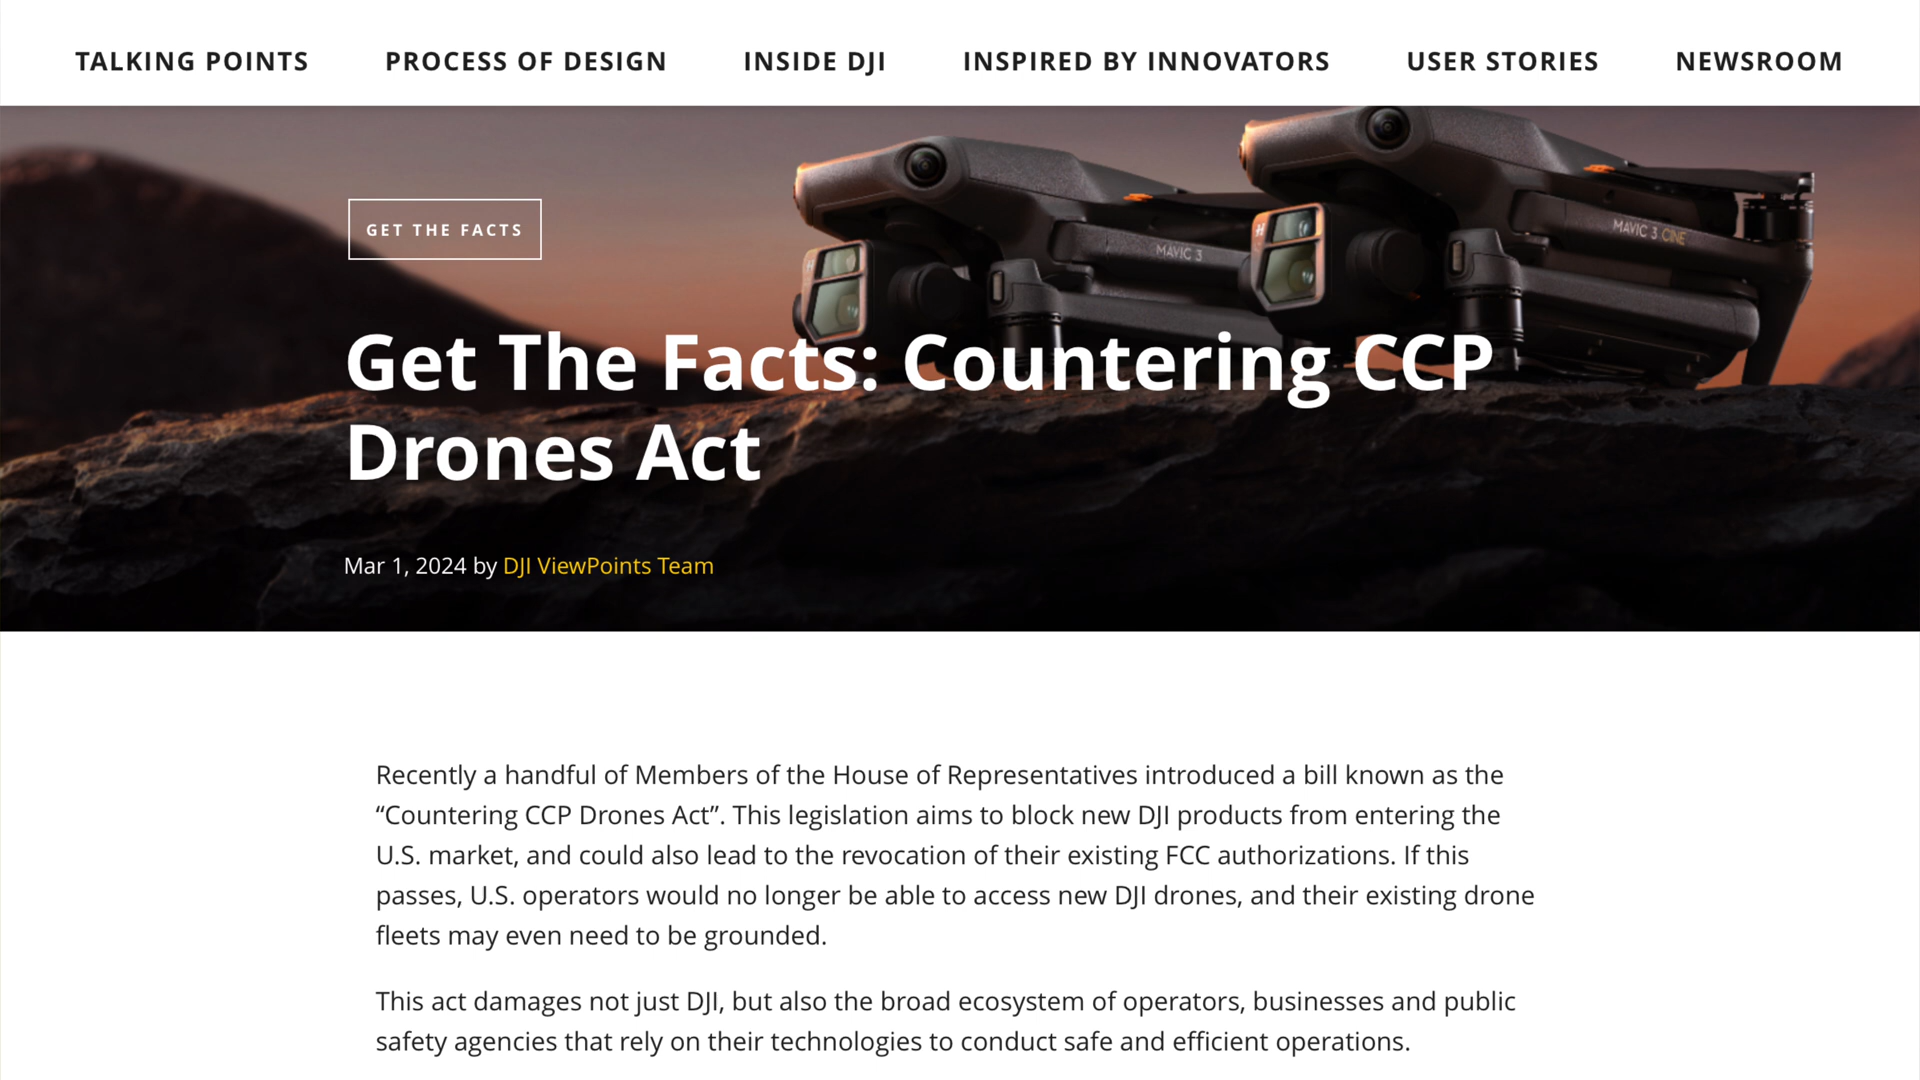 TALKING POINTS PROCESS OF DESIGN INSIDE DJI INSPIRED BY INNOVATORS USER STORIES NEWSROOM
GET THE FACTS
MAVIC 3
MAVIC 3 CINE
H
Get The Facts: Countering CCP
Drones Act
Mar 1, 2024 by DJI ViewPoints Team
Recently a handful of Members of the House of Representatives introduced a bill known as the
“Countering CCP Drones Act”. This legislation aims to block new DJI products from entering the
U.S. market, and could also lead to the revocation of their existing FCC authorizations. If this
passes, U.S. operators would no longer be able to access new DJI drones, and their existing drone
fleets may even need to be grounded.
This act damages not just DJI, but also the broad ecosystem of operators, businesses and public
safety agencies that rely on their technologies to conduct safe and efficient operations.